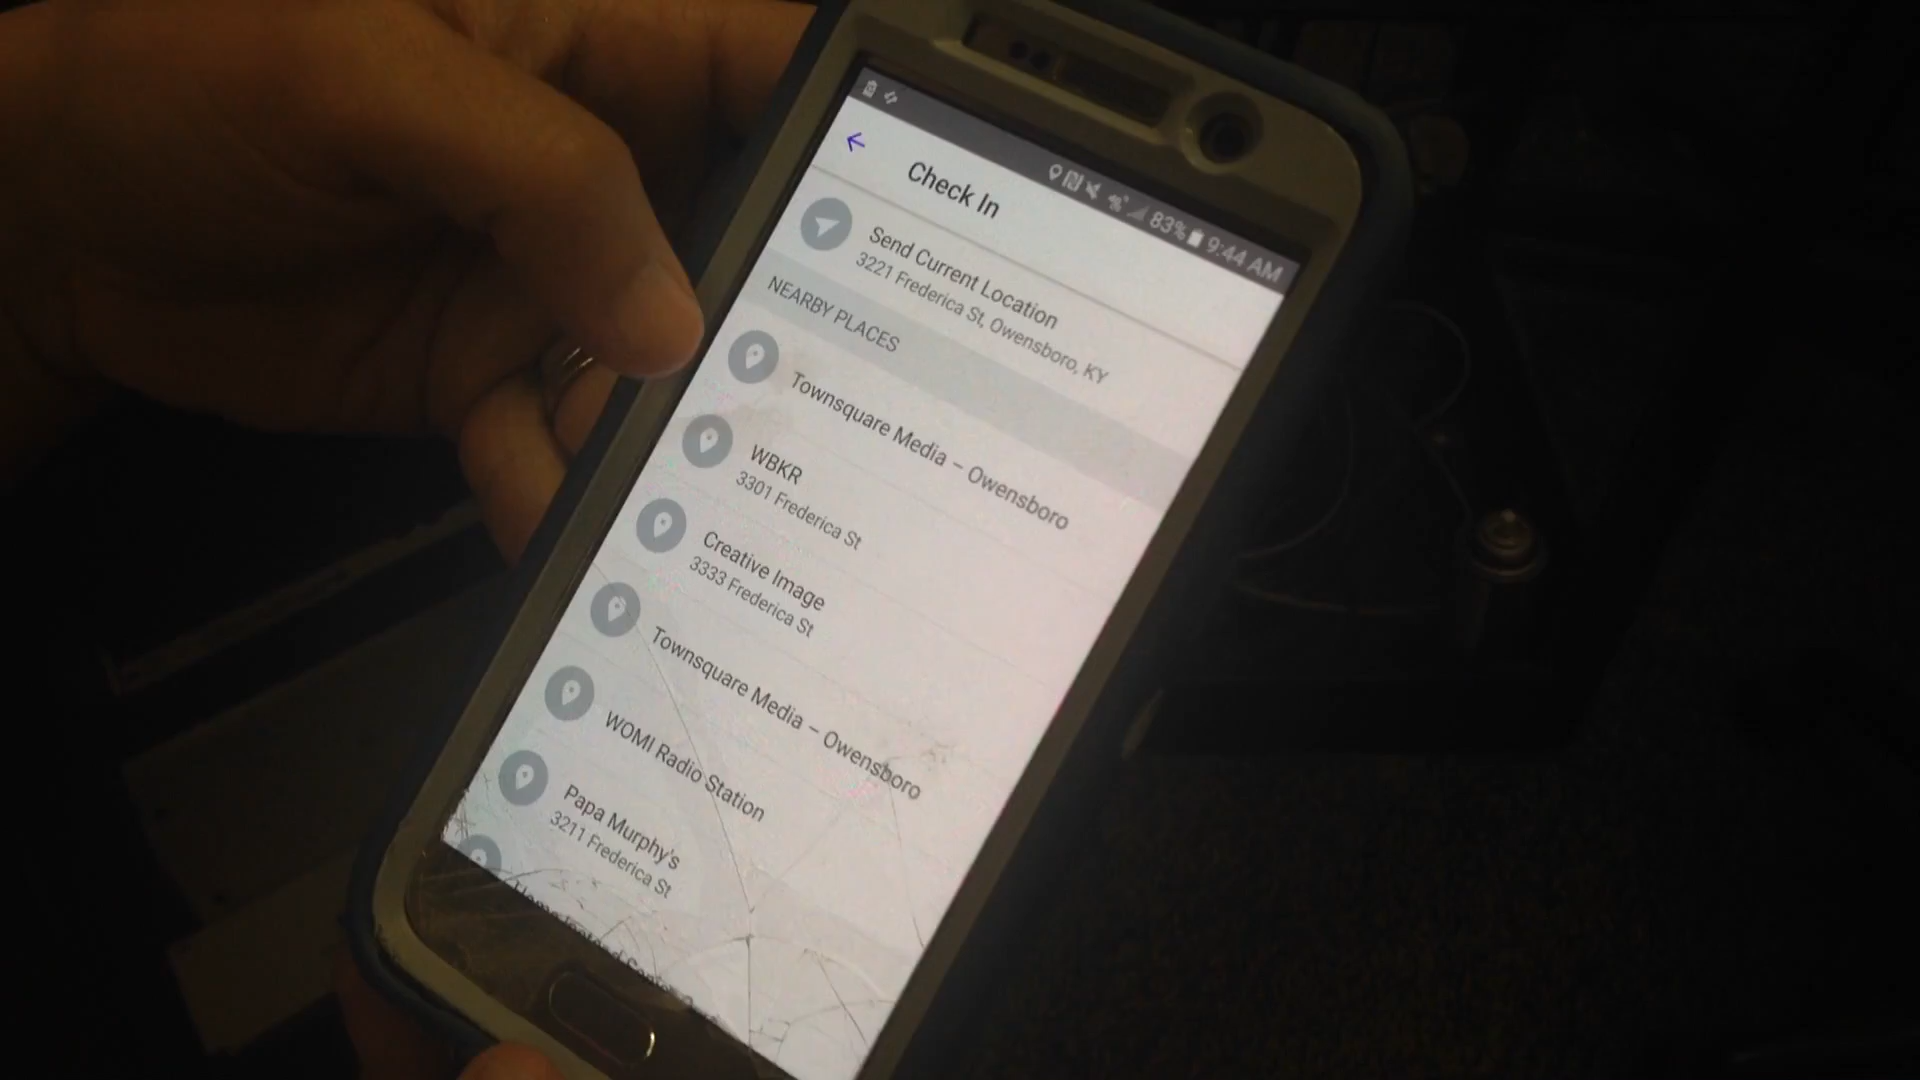 83% 9:44 AM
Check In
Send Current Location
3221 Frederica St, Owensboro, KY
NEARBY PLACES
Townsquare Media – Owensboro
WBKR
3301 Frederica St
Creative Image
3333 Frederica St
Townsquare Media – Owensboro
WOMI Radio Station
Papa Murphy's
3211 Frederica St